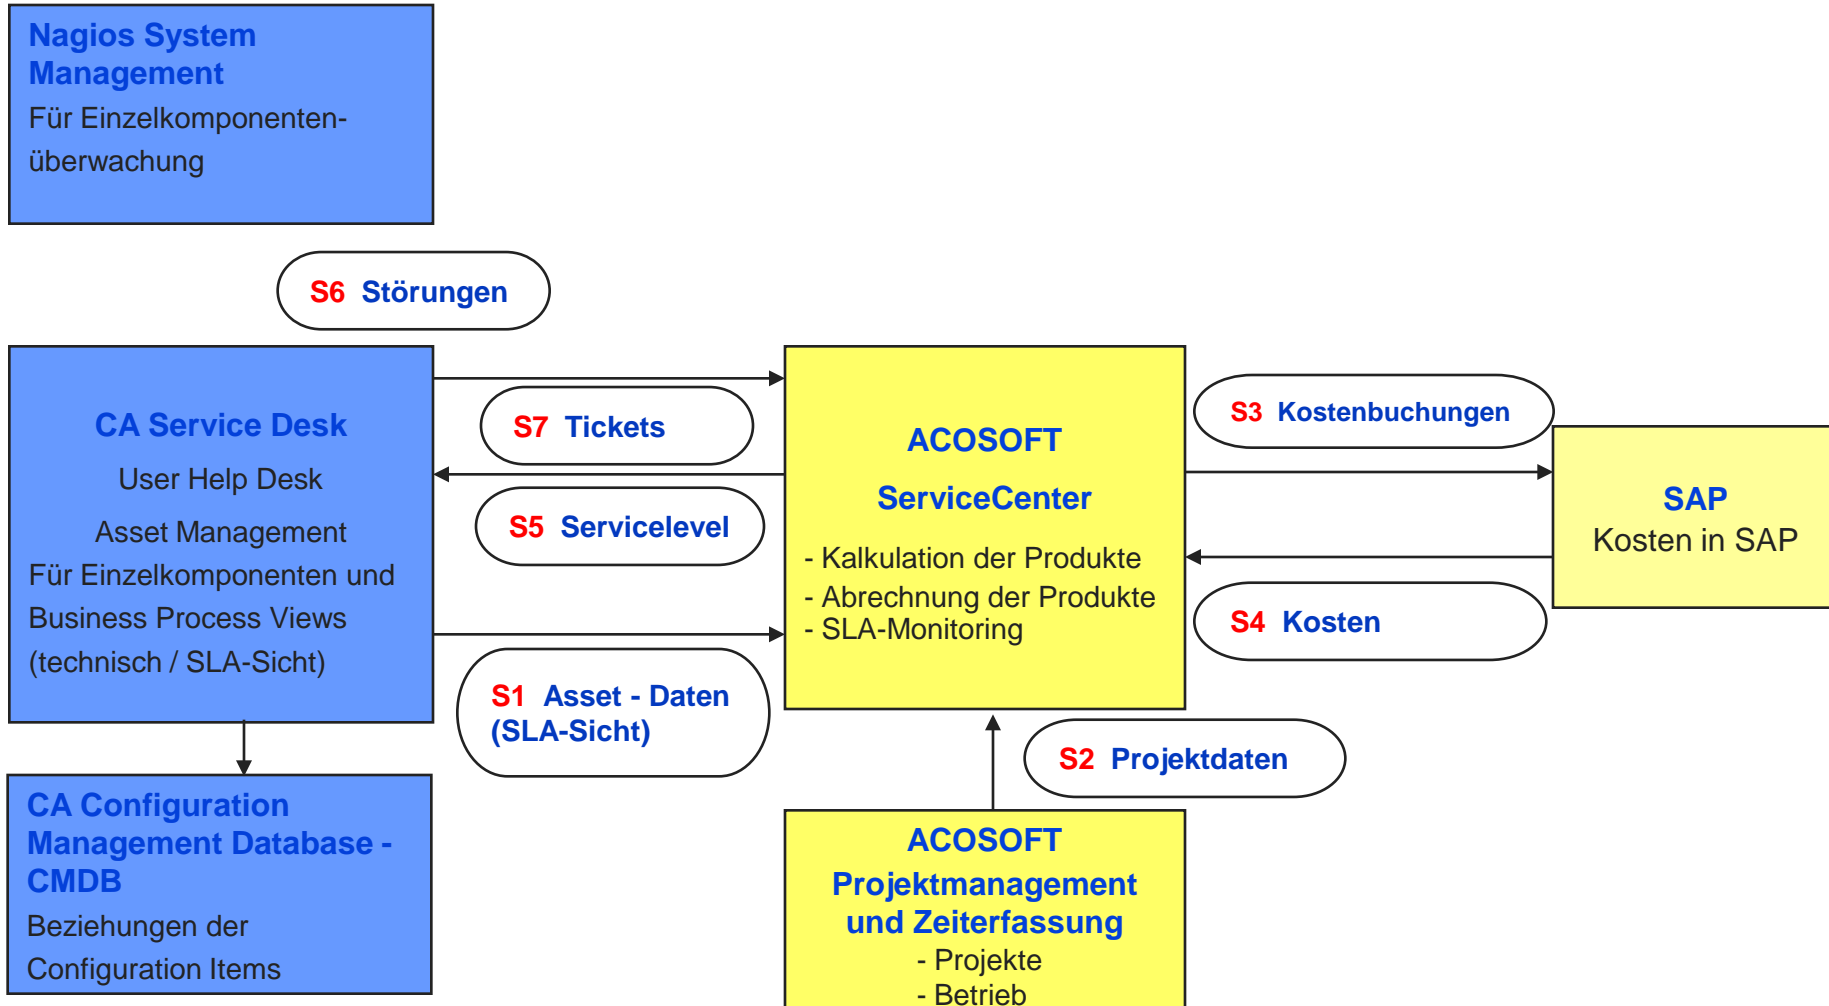 Nagios System
Management
Für Einzelkomponenten-
überwachung
S6 Störungen
CA Service Desk
User Help Desk
Asset Management
Für Einzelkomponenten und
Business Process Views
(technisch / SLA-Sicht)
S7 Tickets
S5 Servicelevel
S1 Asset - Daten
(SLA-Sicht)
ACOSOFT
ServiceCenter
- Kalkulation der Produkte
- Abrechnung der Produkte
- SLA-Monitoring
S3 Kostenbuchungen
S4 Kosten
SAP
Kosten in SAP
S2 Projektdaten
CA Configuration
Management Database -
CMDB
Beziehungen der
Configuration Items
ACOSOFT
Projektmanagement
und Zeiterfassung
- Projekte
- Betrieb